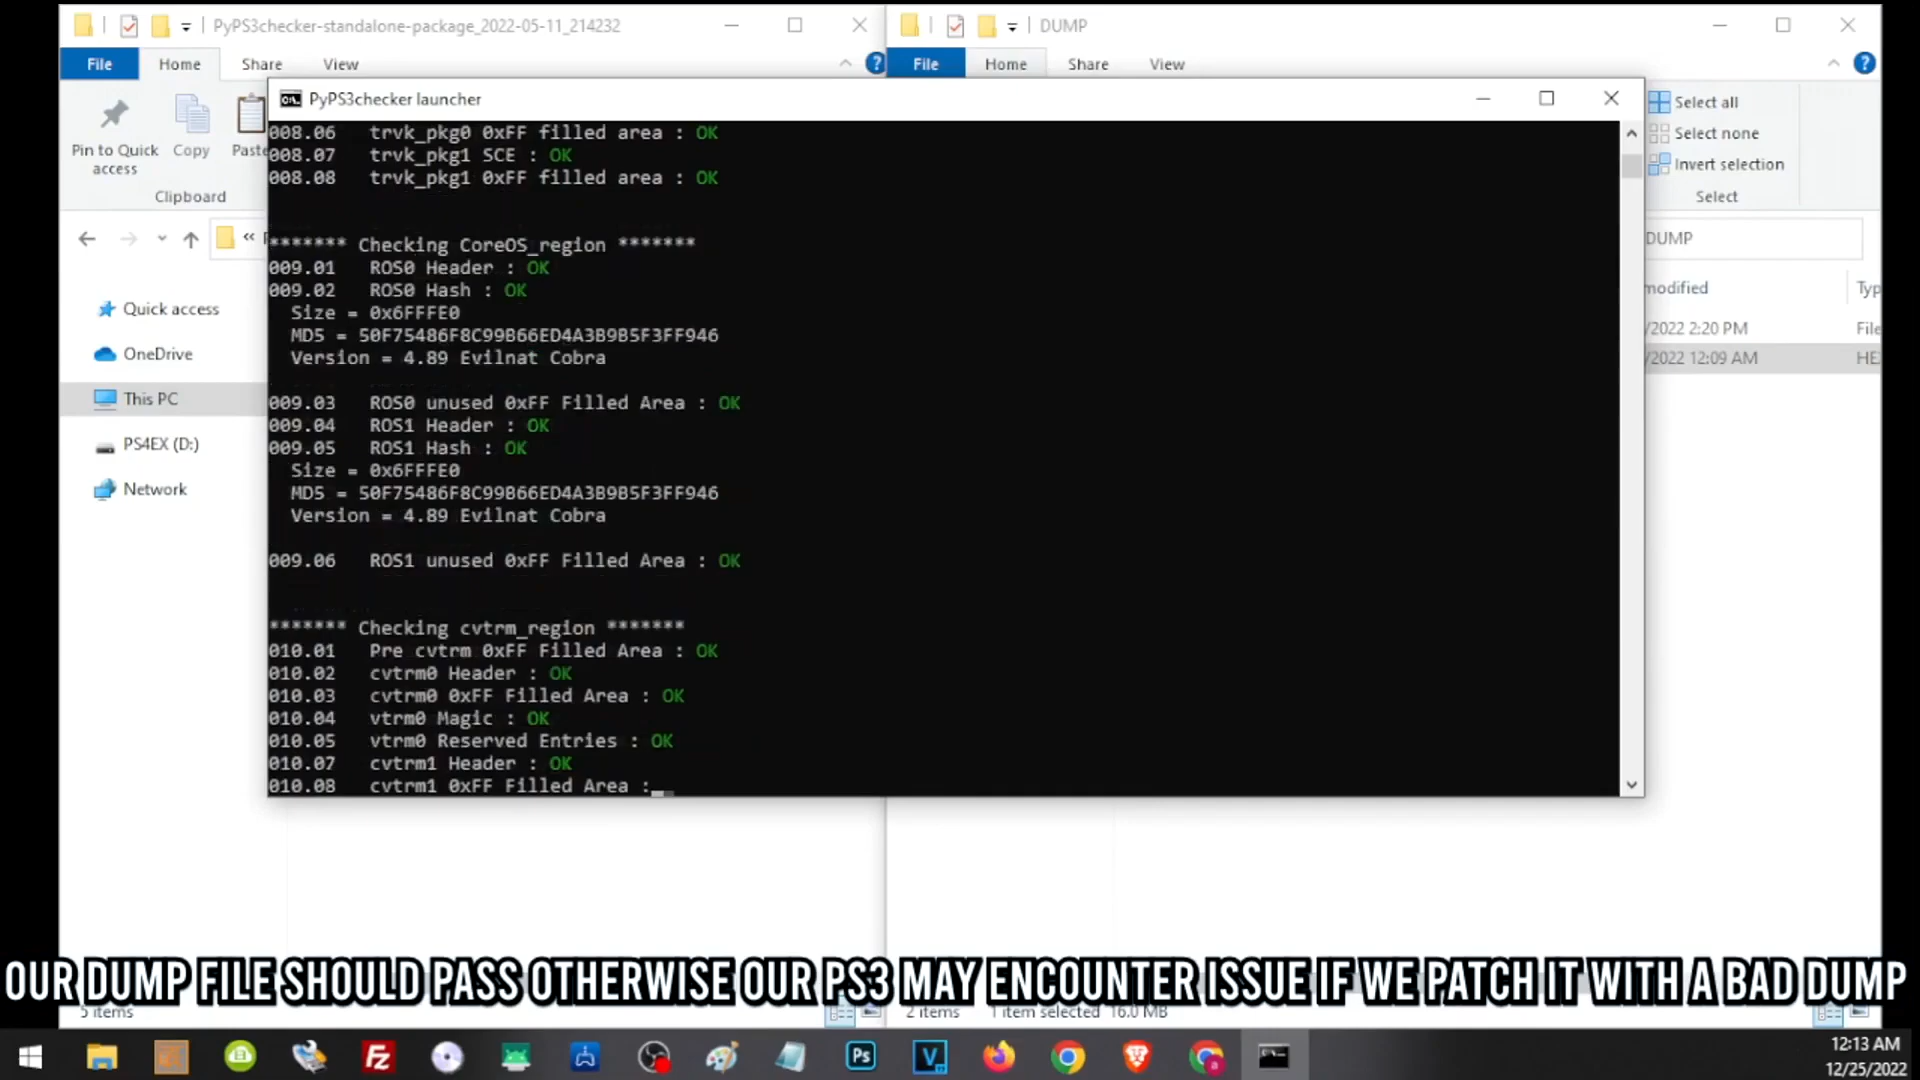 PyPS3checker-standalone-package_2022-05-11_214232
DUMP
File
Home
Share
View
File
Home
Share
View
Pin to Quick access
Copy
Paste
Clipboard
PyPS3checker launcher
Select all
Select none
Invert selection
Select
008.06 trvk_pkg0 0xFF filled area : OK
008.07 trvk_pkg1 SCE : OK
008.08 trvk_pkg1 0xFF filled area : OK
******* Checking CoreOS_region *******
009.01 ROS0 Header : OK
009.02 ROS0 Hash : OK
Size = 0x6FFFE0
MD5 = 50F75486F8C99B66ED4A3B9B5F3FF946
Version = 4.89 Evilnat Cobra
009.03 ROS0 unused 0xFF Filled Area : OK
009.04 ROS1 Header : OK
009.05 ROS1 Hash : OK
Size = 0x6FFFE0
MD5 = 50F75486F8C99B66ED4A3B9B5F3FF946
Version = 4.89 Evilnat Cobra
009.06 ROS1 unused 0xFF Filled Area : OK
******* Checking cvtrm_region *******
010.01 Pre cvtrm 0xFF Filled Area : OK
010.02 cvtrm0 Header : OK
010.03 cvtrm0 0xFF Filled Area : OK
010.04 vtrm0 Magic : OK
010.05 vtrm0 Reserved Entries : OK
010.07 cvtrm1 Header : OK
010.08 cvtrm1 0xFF Filled Area :
Quick access
OneDrive
This PC
PS4EX (D:)
Network
DUMP
modified
Typ
/2022 2:20 PM
File
/2022 12:09 AM
HE
OUR DUMP FILE SHOULD PASS OTHERWISE OUR PS3 MAY ENCOUNTER ISSUE IF WE PATCH IT WITH A BAD DUMP
5 items
2 items
1 item selected 16.0 MB
Fz
Ps
V
12:13 AM
12/25/2022